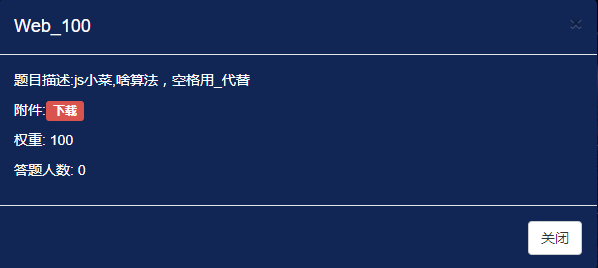 Web_100
×
题目描述:js小菜,啥算法，空格用_代替
附件:下载
权重: 100
答题人数: 0
关闭